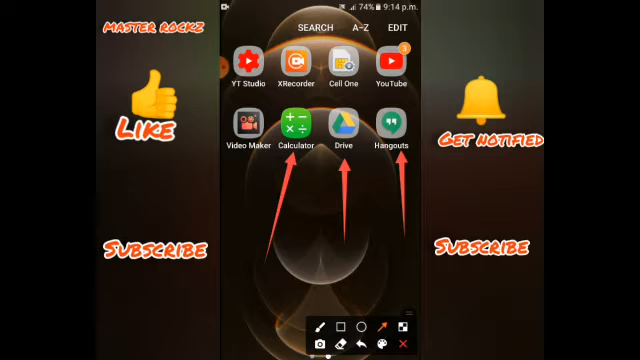 MASTER ROCKZ
74% 9:14 p.m.
SEARCH A-Z EDIT
3
YT Studio XRecorder Cell One YouTube
Video Maker Calculator Drive Hangouts
LIKE
GET NOTIFIED
SUBSCRIBE
SUBSCRIBE